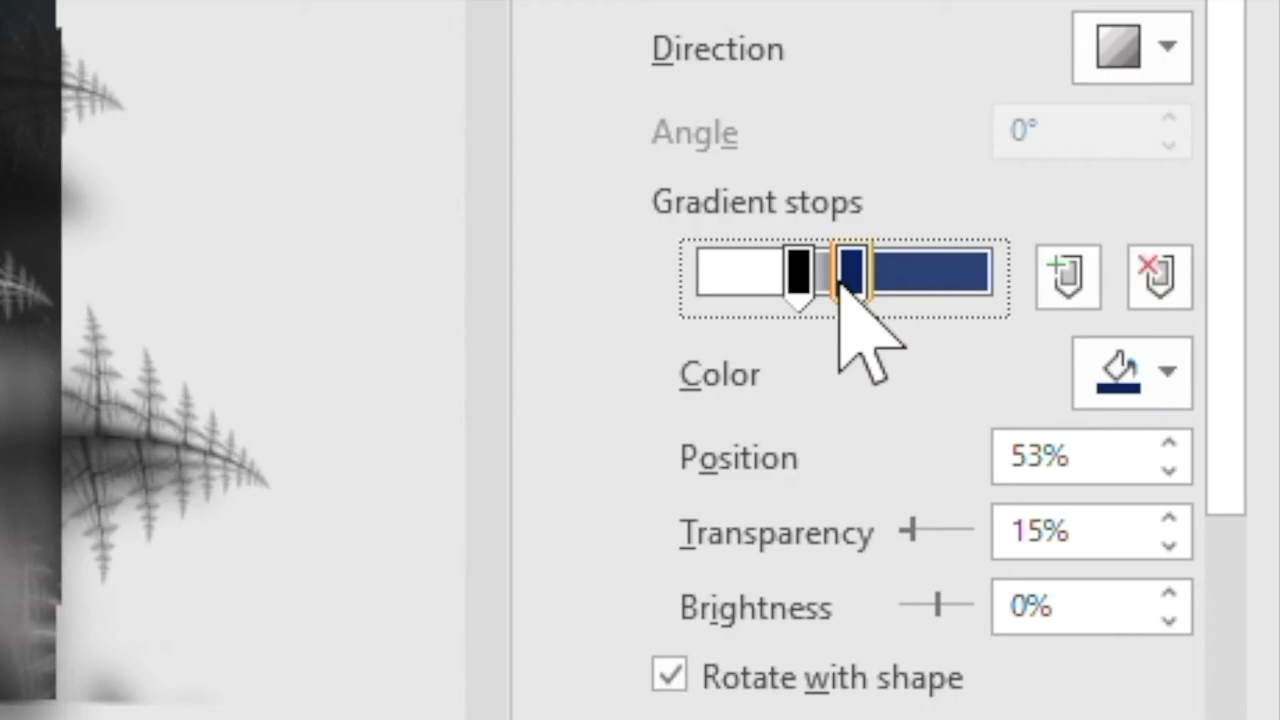 Direction
Angle 0°
Gradient stops
Color
Position 53%
Transparency 15%
Brightness 0%
Rotate with shape